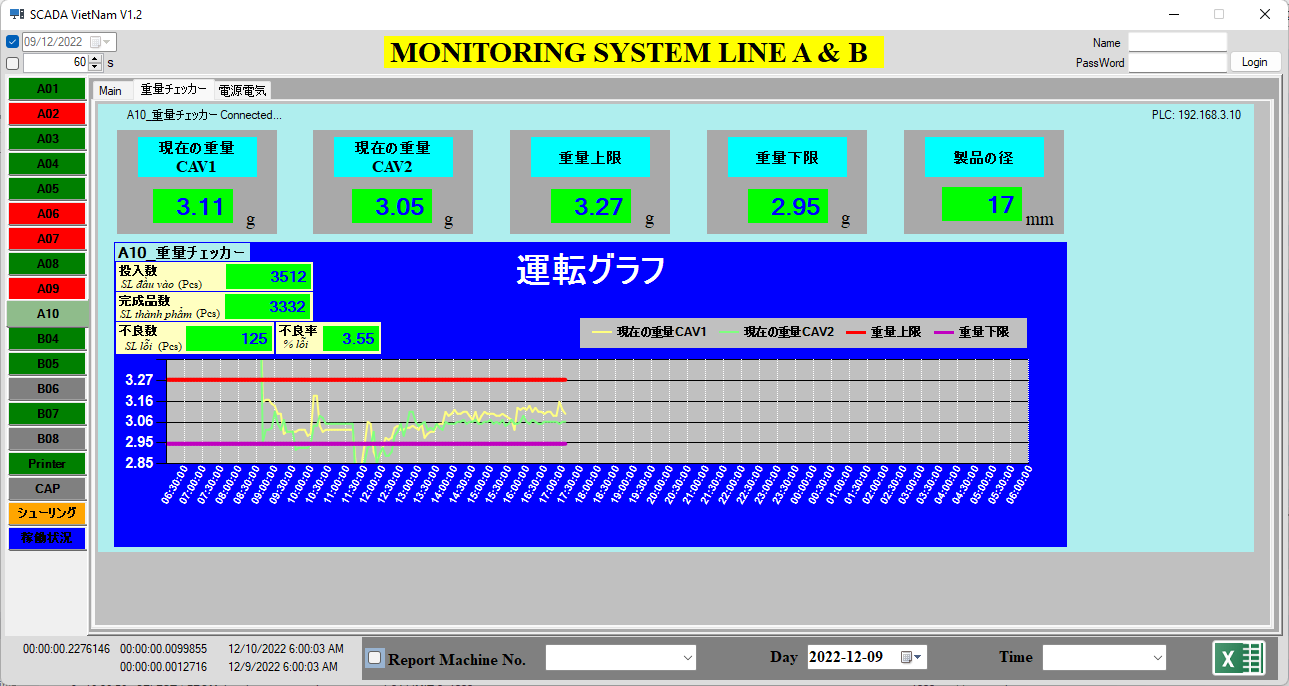 SCADA VietNam V1.2
09/12/2022
60 s
MONITORING SYSTEM LINE A & B
Name
PassWord
Login
A01
A02
A03
A04
A05
A06
A07
A08
A09
A10
B04
B05
B06
B07
B08
Printer
CAP
シューリング
稼働状況
Main 重量チェッカー 電源電気
A10_重量チェッカー Connected...
PLC: 192.168.3.10
現在の重量
CAV1
3.11 g
現在の重量
CAV2
3.05 g
重量上限
3.27 g
重量下限
2.95 g
製品の径
17 mm
A10_重量チェッカー
運転グラフ
投入数
SL đầu vào (Pcs)
3512
完成品数
SL thành phẩm (Pcs)
3332
不良数
SL lỗi (Pcs)
125
不良率
% lỗi
3.55
現在の重量CAV1 現在の重量CAV2 重量上限 重量下限
3.27
3.16
3.06
2.95
2.85
06:30:00 07:00:00 07:30:00 08:00:00 08:30:00 09:00:00 09:30:00 10:00:00 10:30:00 11:00:00 11:30:00 12:00:00 12:30:00 13:00:00 13:30:00 14:00:00 14:30:00 15:00:00 15:30:00 16:00:00 16:30:00 17:00:00 17:30:00 18:00:00 18:30:00 19:00:00 19:30:00 20:00:00 20:30:00 21:00:00 21:30:00 22:00:00 22:30:00 23:00:00 23:30:00 00:00:00 00:30:00 01:00:00 01:30:00 02:00:00 02:30:00 03:00:00 03:30:00 04:00:00 04:30:00 05:00:00 05:30:00 06:00:00
00:00:00.2276146 00:00:00.0099855 12/10/2022 6:00:03 AM
00:00:00.0012716 12/9/2022 6:00:03 AM
Report Machine No.
Day 2022-12-09
Time
X